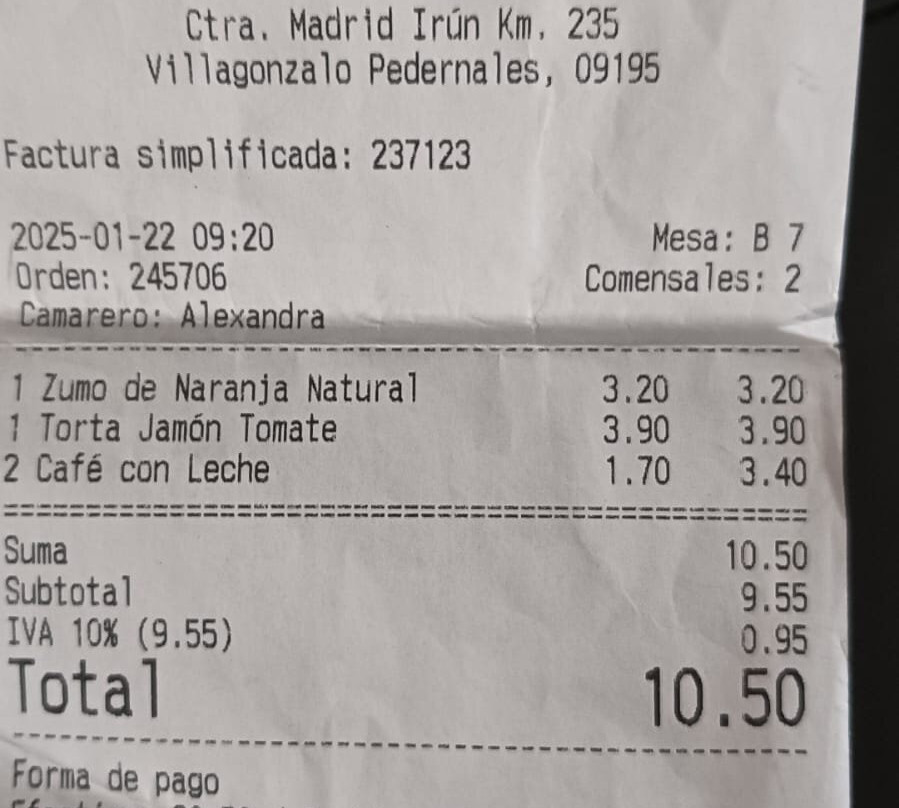 Ctra. Madrid Irún Km. 235
Villagonzalo Pedernales, 09195
Factura simplificada: 237123
2025-01-22 09:20 Mesa: B 7
Orden: 245706 Comensales: 2
Camarero: Alexandra
1 Zumo de Naranja Natural 3.20 3.20
1 Torta Jamón Tomate 3.90 3.90
2 Café con Leche 1.70 3.40
Suma 10.50
Subtotal 9.55
IVA 10% (9.55) 0.95
Total 10.50
Forma de pago